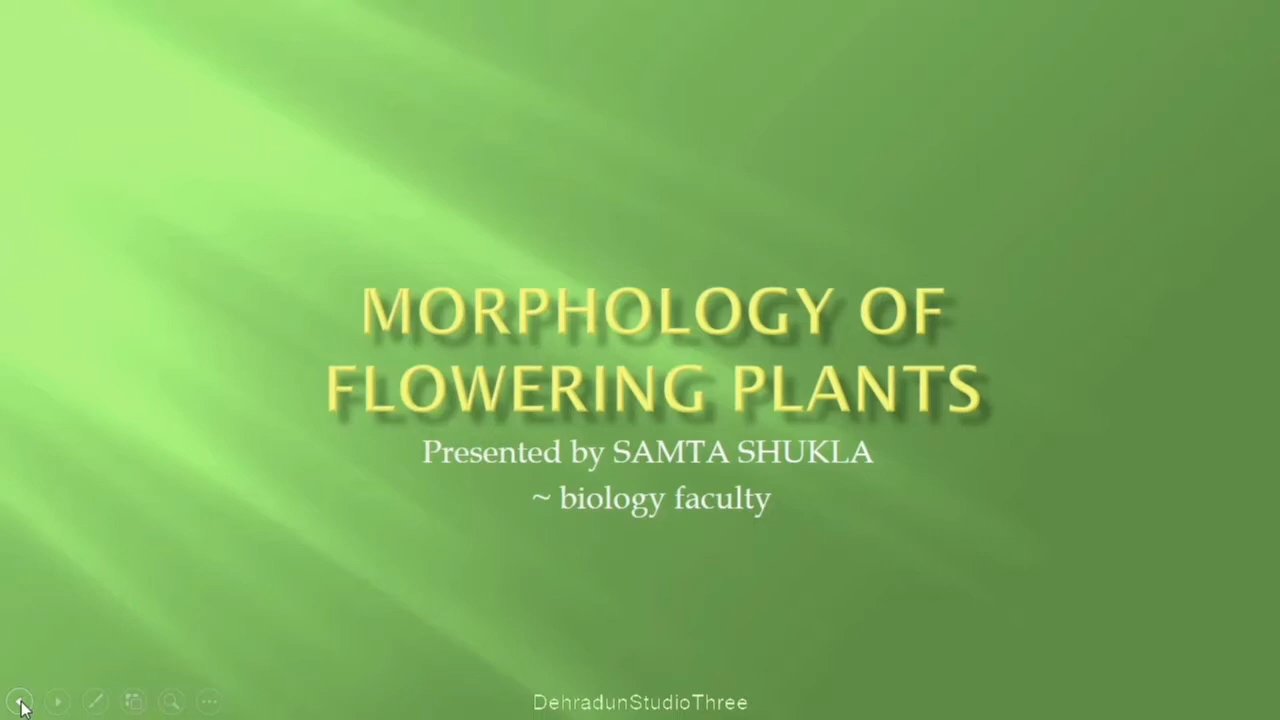 MORPHOLOGY OF
FLOWERING PLANTS
Presented by SAMTA SHUKLA
~ biology faculty
DehradunStudioThree